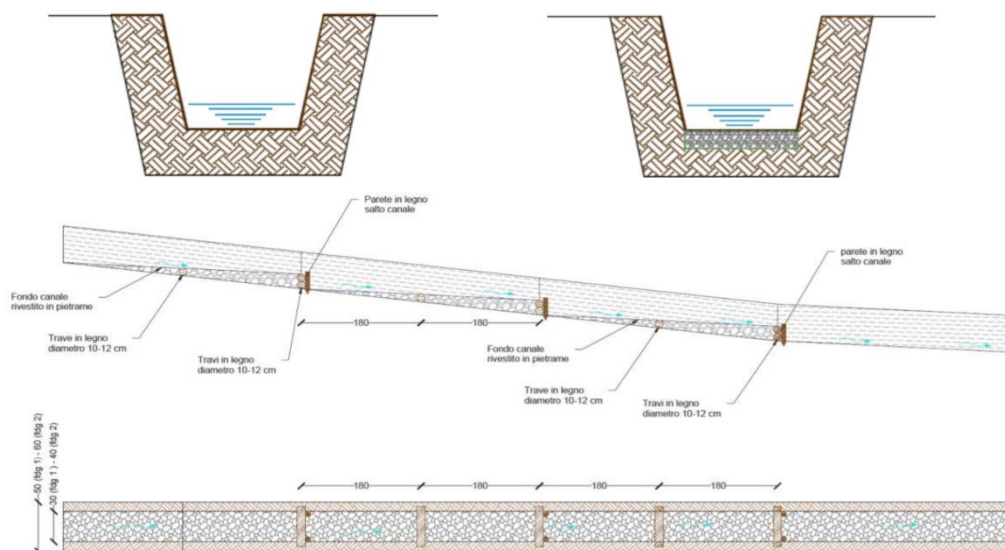 Parete in legno
salto canale
parete in legno
salto canale
Fondo canale
rivestito in pietrame
Trave in legno
diametro 10-12 cm
Travi in legno
diametro 10-12 cm
180
180
Fondo canale
rivestito in pietrame
Trave in legno
diametro 10-12 cm
Travi in legno
diametro 10-12 cm
50 (fdg 1) - 60 (fdg 2)
30 (fdg 1 ) - 40 (fdg 2)
180
180
180
180